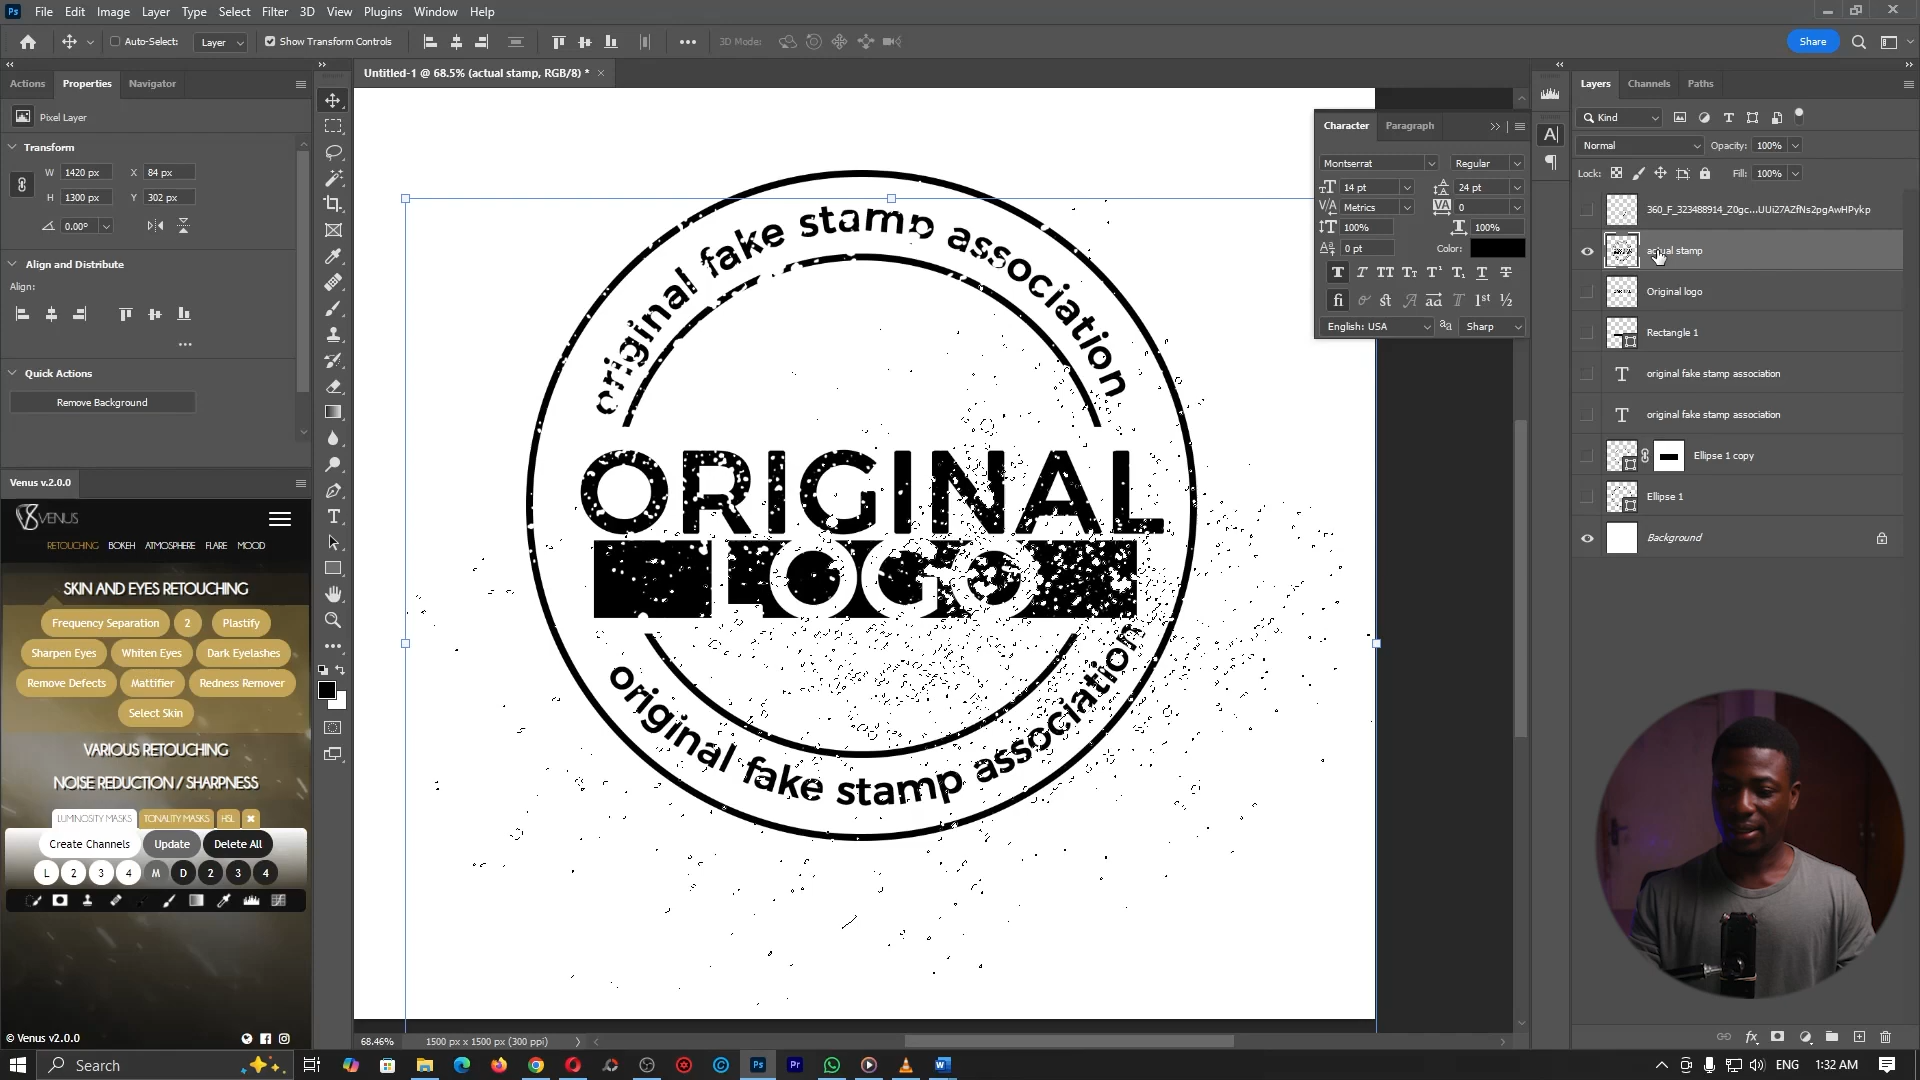 Ps File Edit Image Layer Type Select Filter 3D View Plugins Window Help
Auto-Select: Layer Show Transform Controls 3D Mode: Share
Actions Properties Navigator
Pixel Layer
Transform
W 1420 px X 84 px
H 1300 px Y 302 px
0.00°
Align and Distribute
Align:
Quick Actions
Remove Background
Venus v.2.0.0
VENUS
RETOUCHING BOKEH ATMOSPHERE FLARE MOOD
SKIN AND EYES RETOUCHING
Frequency Separation 2 Plastify
Sharpen Eyes Whiten Eyes Dark Eyelashes
Remove Defects Mattifier Redness Remover
Select Skin
VARIOUS RETOUCHING
NOISE REDUCTION / SHARPNESS
LUMINOSITY MASKS TONALITY MASKS HSL
Create Channels Update Delete All
L 2 3 4 M D 2 3 4
© Venus v2.0.0
Untitled-1 @ 68.5% (actual stamp, RGB/8) *
original fake stamp association
ORIGINAL
LOGO
original fake stamp association
68.46% 1500 px x 1500 px (300 ppi)
Character Paragraph
Montserrat Regular
14 pt 24 pt
Metrics 0
100% 100%
0 pt Color:
English: USA Sharp
Layers Channels Paths
Kind
Normal Opacity: 100%
Lock: Fill: 100%
360_F_323488914_Z0gc...UUi27AZfNs2pgAwHPykp
actual stamp
Original logo
Rectangle 1
original fake stamp association
original fake stamp association
Ellipse 1 copy
Ellipse 1
Background
Search
ENG 1:32 AM